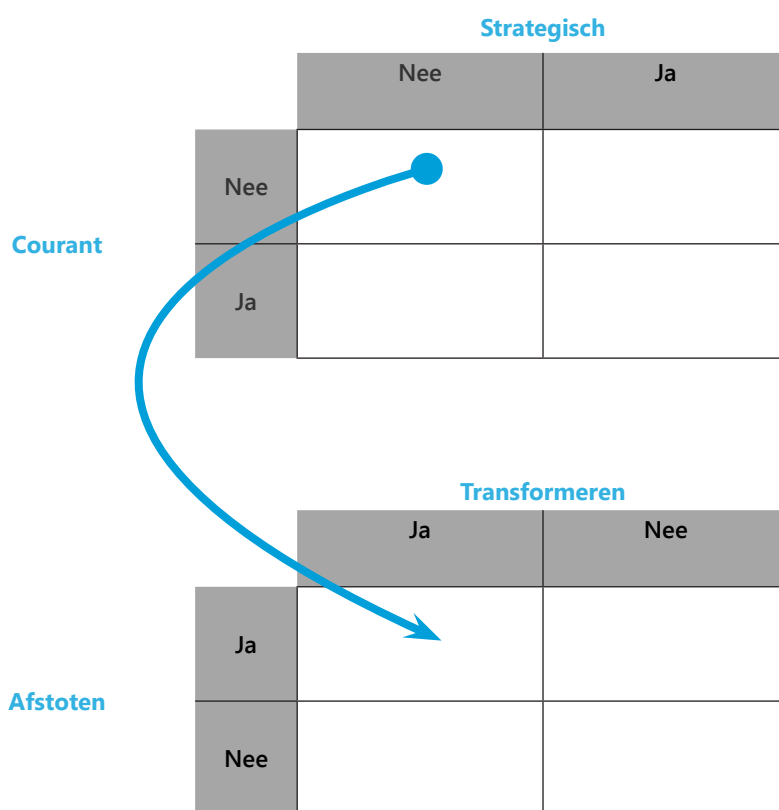 Strategisch
Nee Ja
Nee
Courant
Ja
Transformeren
Ja Nee
Ja
Afstoten
Nee